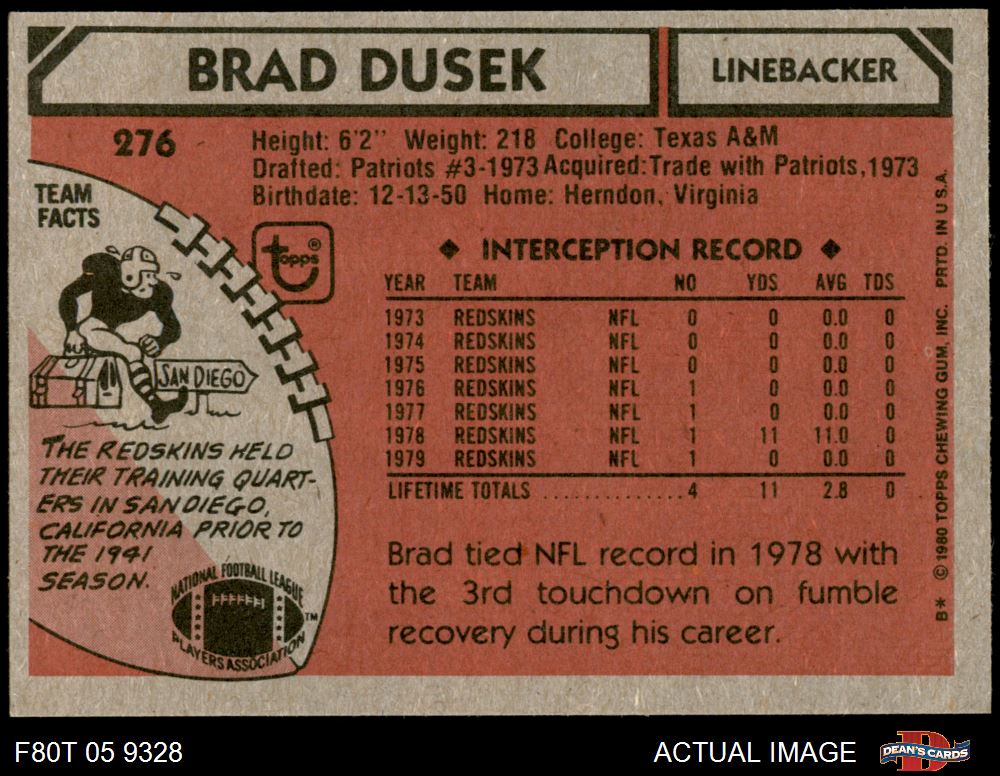 BRAD DUSEK
LINEBACKER
276
Height: 6'2" Weight: 218 College: Texas A&M
Drafted: Patriots #3-1973 Acquired: Trade with Patriots, 1973
Birthdate: 12-13-50 Home: Herndon, Virginia
TEAM
FACTS
topps®
SAN DIEGO
THE REDSKINS HELD
THEIR TRAINING QUART-
ERS IN SAN DIEGO,
CALIFORNIA PRIOR TO
THE 1941
SEASON.
NATIONAL FOOTBALL LEAGUE
PLAYERS ASSOCIATION
™
◆ INTERCEPTION RECORD ◆
YEAR TEAM NO YDS AVG TDS
1973 REDSKINS NFL 0 0 0.0 0
1974 REDSKINS NFL 0 0 0.0 0
1975 REDSKINS NFL 0 0 0.0 0
1976 REDSKINS NFL 1 0 0.0 0
1977 REDSKINS NFL 1 0 0.0 0
1978 REDSKINS NFL 1 11 11.0 0
1979 REDSKINS NFL 1 0 0.0 0
LIFETIME TOTALS ..............4 11 2.8 0
Brad tied NFL record in 1978 with
the 3rd touchdown on fumble
recovery during his career.
B* © 1980 TOPPS CHEWING GUM, INC. PRTD. IN U.S.A.
F80T 05 9328
ACTUAL IMAGE
DEAN'S CARDS